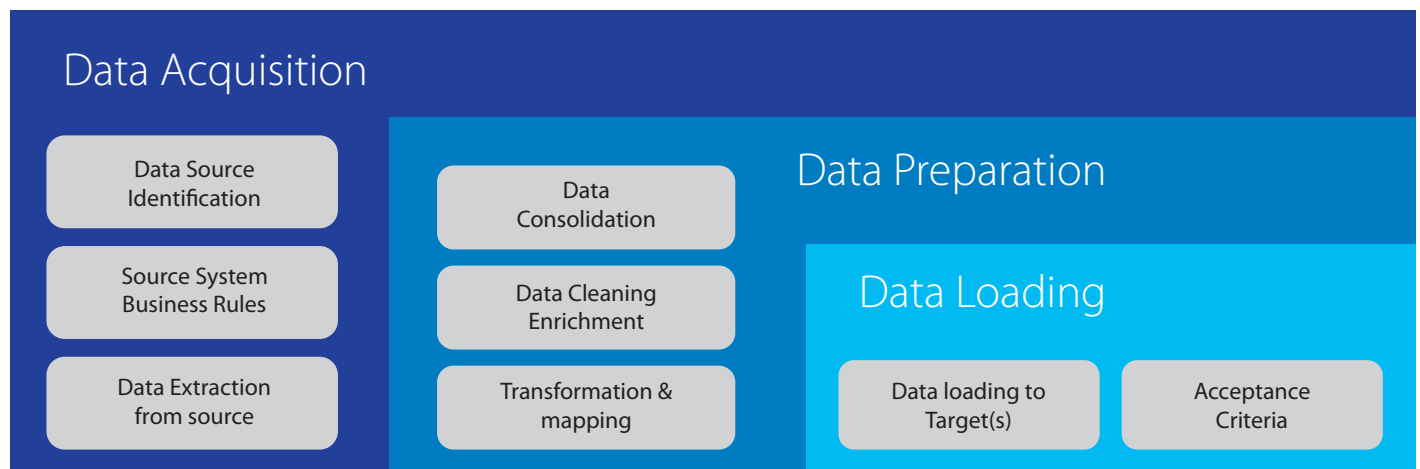 Data Acquisition
Data Source
Identification
Source System
Business Rules
Data Extraction
from source
Data Preparation
Data
Consolidation
Data Cleaning
Enrichment
Transformation &
mapping
Data Loading
Data loading to
Target(s)
Acceptance
Criteria